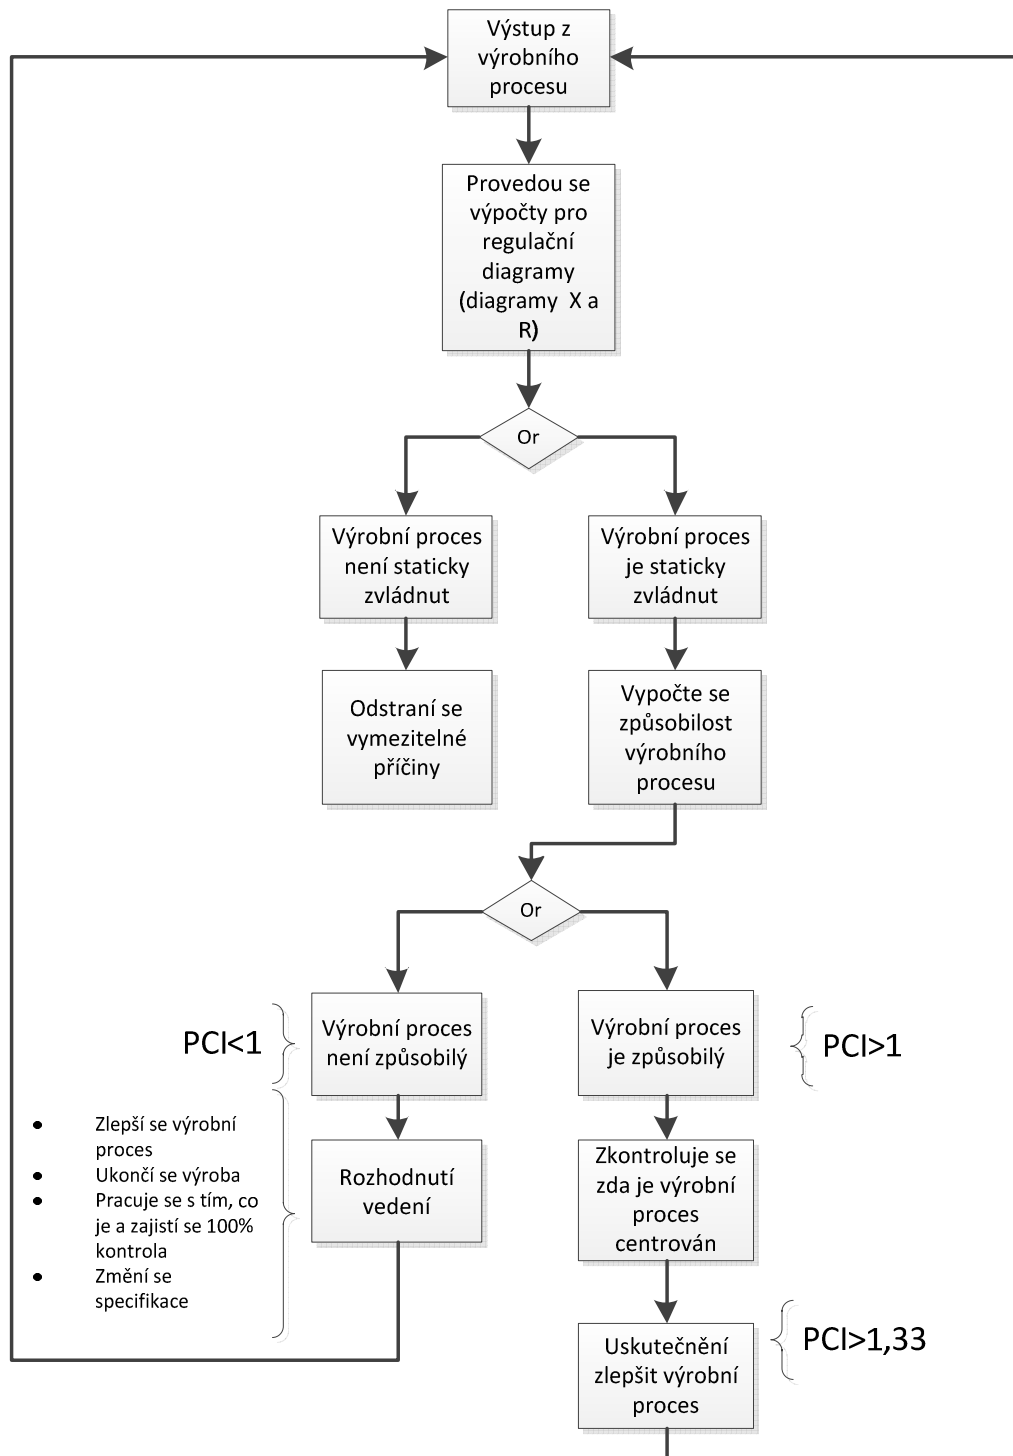 Výstup z
výrobního
procesu
Provedou se
výpočty pro
regulační
diagramy
(diagramy X a
R)
Or
Výrobní proces
není staticky
zvládnut
Výrobní proces
je staticky
zvládnut
Odstraní se
vymezitelné
příčiny
Vypočte se
způsobilost
výrobního
procesu
Or
PCI<1
Výrobní proces
není způsobilý
Výrobní proces
je způsobilý
PCI>1
● Zlepší se výrobní
proces
● Ukončí se výroba
● Pracuje se s tím, co
je a zajistí se 100%
kontrola
● Změní se
specifikace
Rozhodnutí
vedení
Zkontroluje se
zda je výrobní
proces
centrován
Uskutečnění
zlepšit výrobní
proces
PCI>1,33